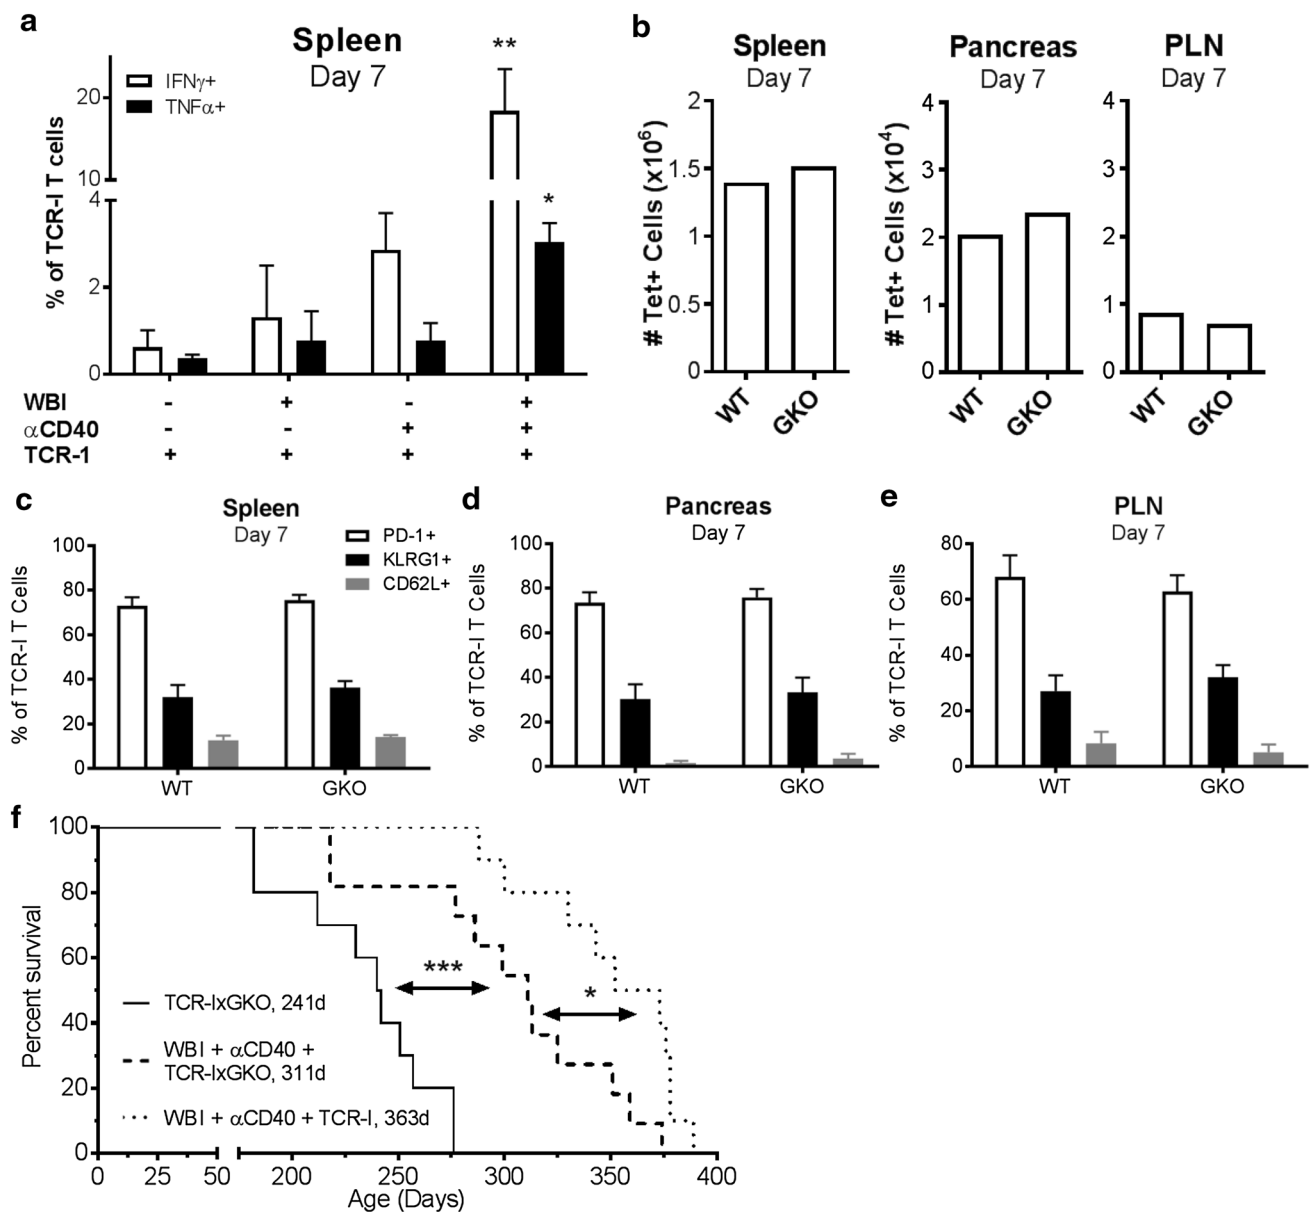 a
Spleen
Day 7
IFNγ+
TNFα+
**
*
% of TCR-I T cells
20
10
4
2
0
WBI - + - +
αCD40 - - + +
TCR-1 + + + +
b
Spleen
Day 7
# Tet+ Cells (x10⁶)
2
1.5
1
0.5
0
WT
GKO
Pancreas
Day 7
# Tet+ Cells (x10⁴)
4
3
2
1
0
WT
GKO
PLN
Day 7
4
3
2
1
0
WT
GKO
c
Spleen
Day 7
PD-1+
KLRG1+
CD62L+
% of TCR-I T Cells
100
80
60
40
20
0
WT
GKO
d
Pancreas
Day 7
% of TCR-I T Cells
100
80
60
40
20
0
WT
GKO
e
PLN
Day 7
% of TCR-I T Cells
80
60
40
20
0
WT
GKO
f
Percent survival
100
80
60
40
20
0
***
*
TCR-IxGKO, 241d
WBI + αCD40 +
TCR-IxGKO, 311d
WBI + αCD40 + TCR-I, 363d
0 25 50 200 250 300 350 400
Age (Days)